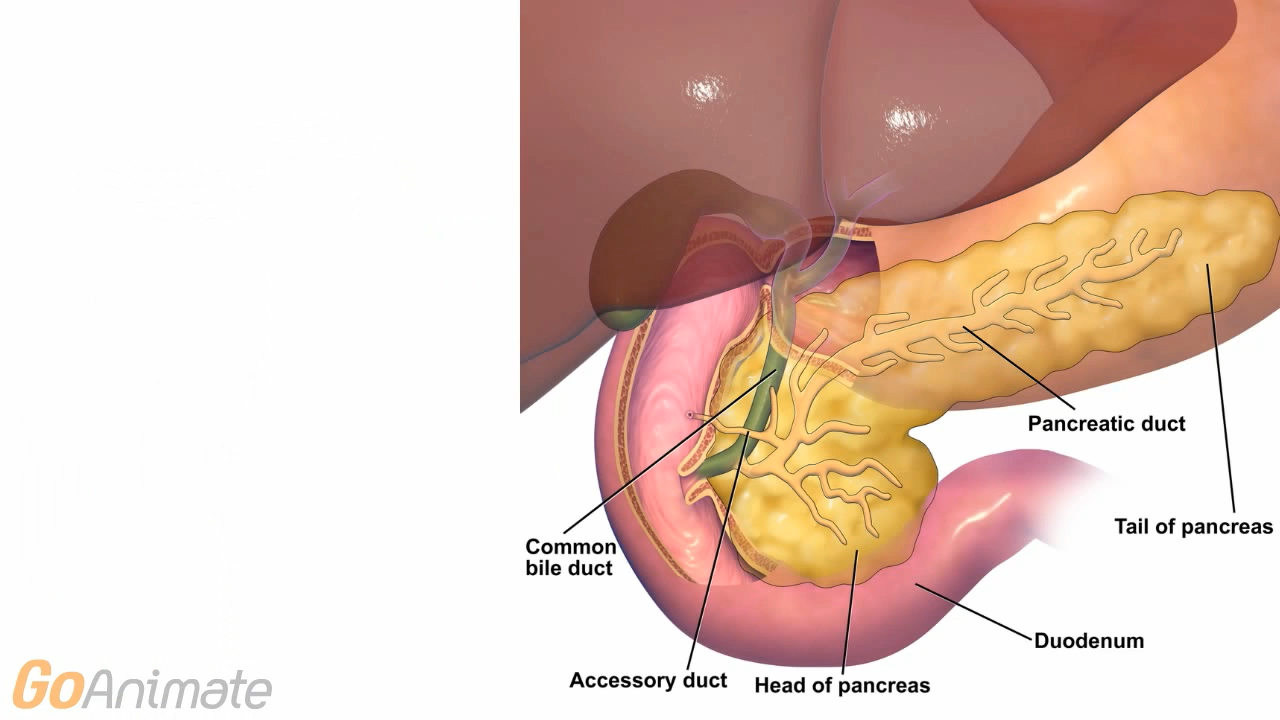 Pancreatic duct
Tail of pancreas
Common
bile duct
Duodenum
Accessory duct
Head of pancreas
GoAnimate